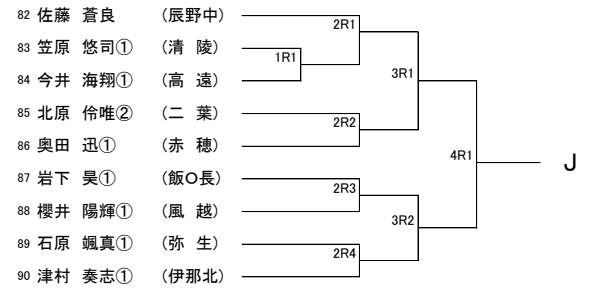 82 佐藤 蒼良 (辰野中)
2R1
83 笠原 悠司① (清 陵)
1R1
84 今井 海翔① (高 遠)
3R1
85 北原 伶唯② (二 葉)
2R2
86 奥田 迅① (赤 穂)
4R1
J
87 岩下 昊① (飯O長)
2R3
88 櫻井 陽輝① (風 越)
3R2
89 石原 颯真① (弥 生)
2R4
90 津村 奏志① (伊那北)